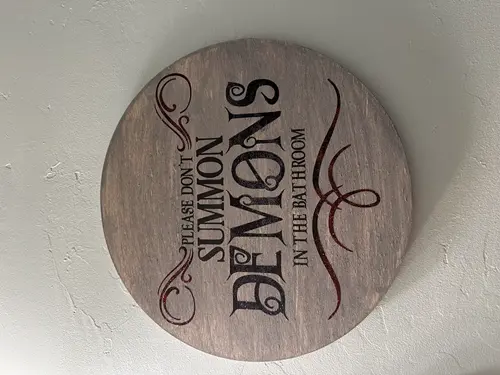 PLEASE DON'T
SUMMON
DEMONS
IN THE BATHROOM